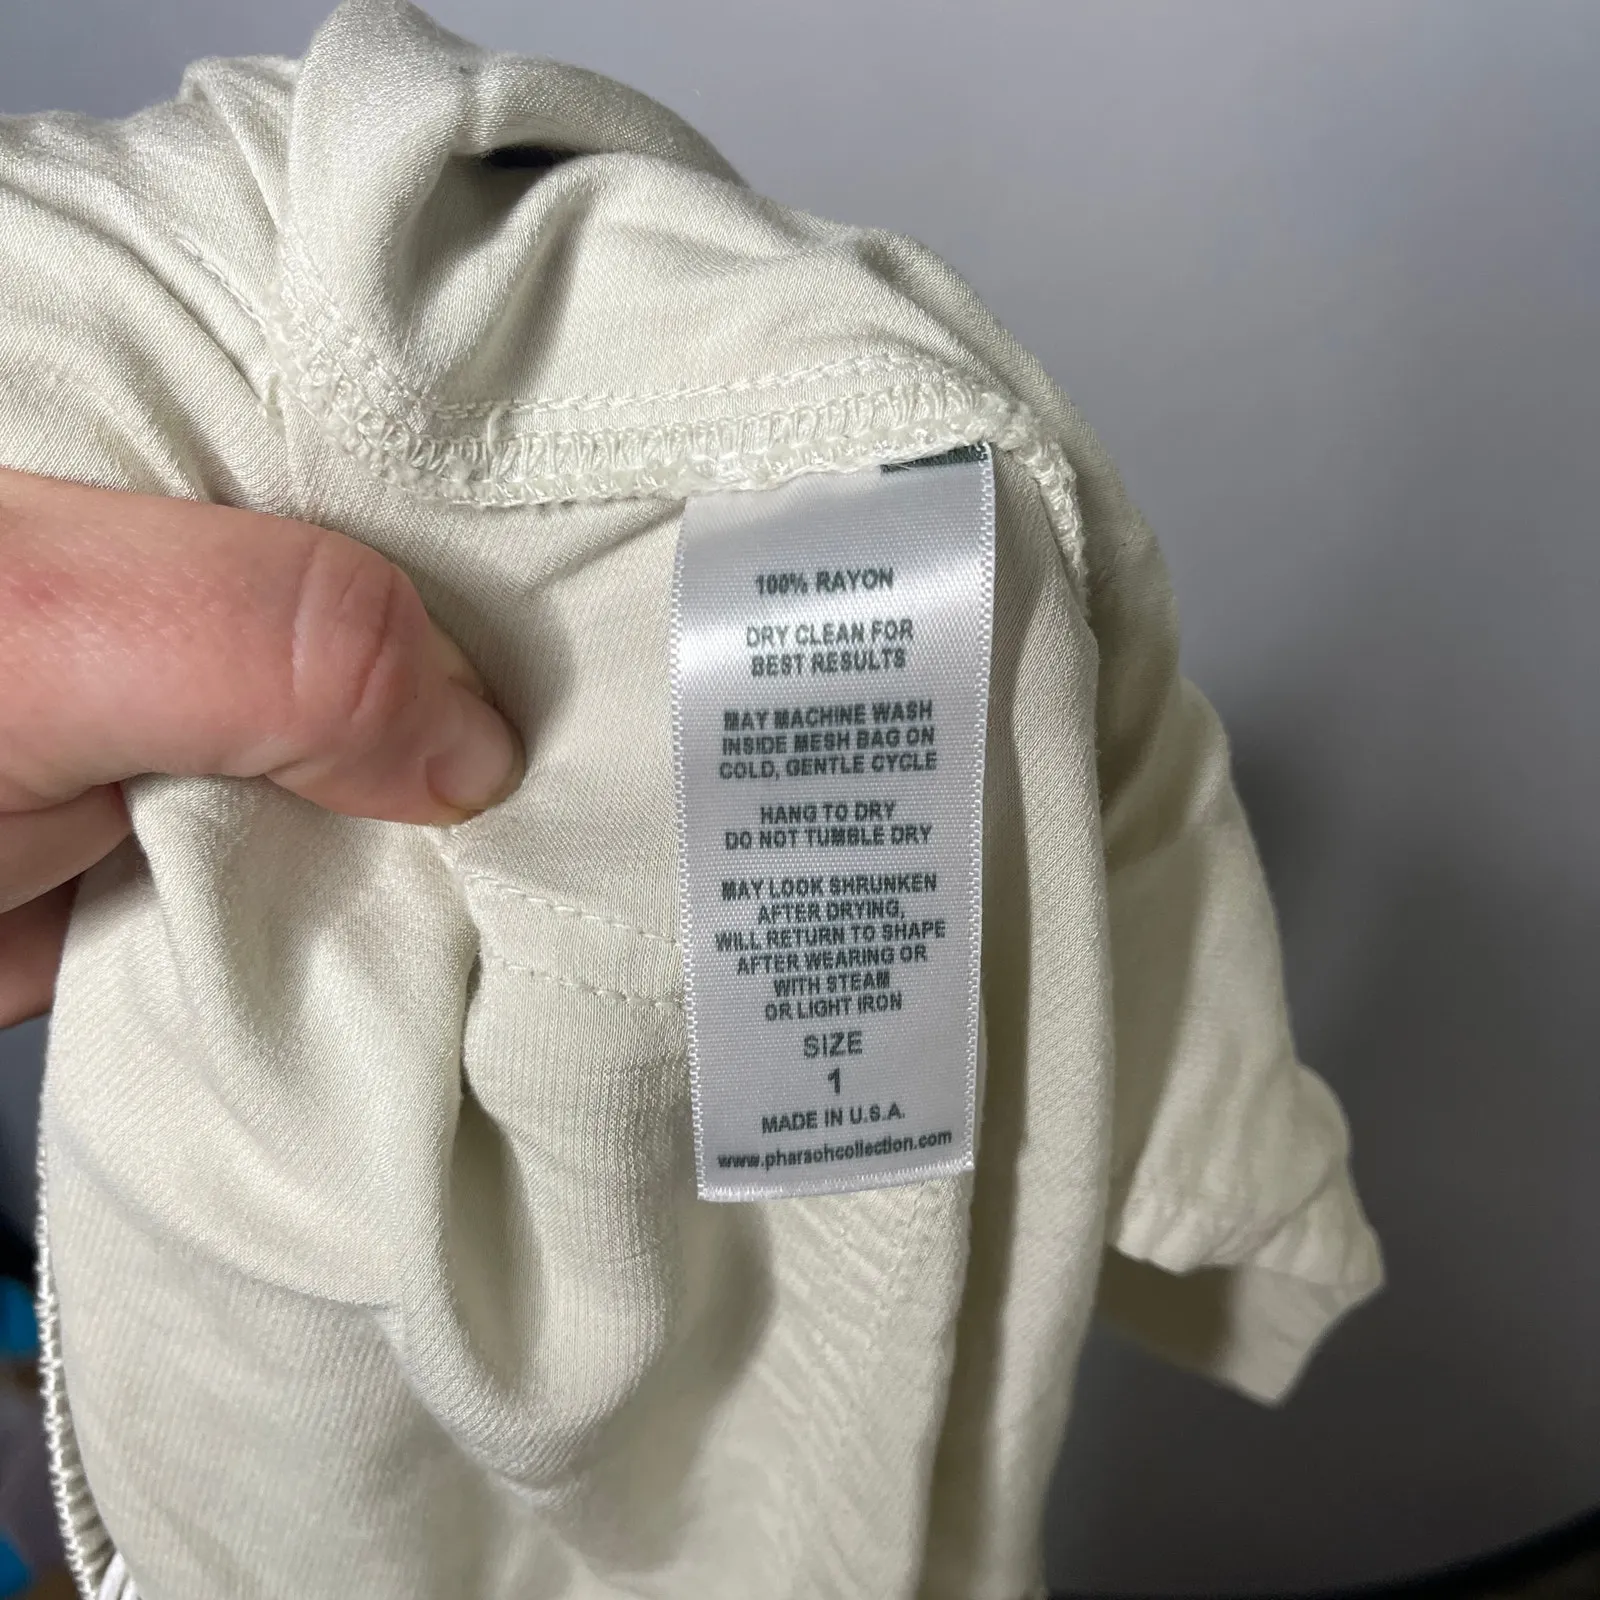 100% RAYON
DRY CLEAN FOR
BEST RESULTS
MAY MACHINE WASH
INSIDE MESH BAG ON
COLD, GENTLE CYCLE
HANG TO DRY
DO NOT TUMBLE DRY
MAY LOOK SHRUNKEN
AFTER DRYING,
WILL RETURN TO SHAPE
AFTER WEARING OR
WITH STEAM
OR LIGHT IRON
SIZE
1
MADE IN U.S.A.
www.pharaohcollection.com